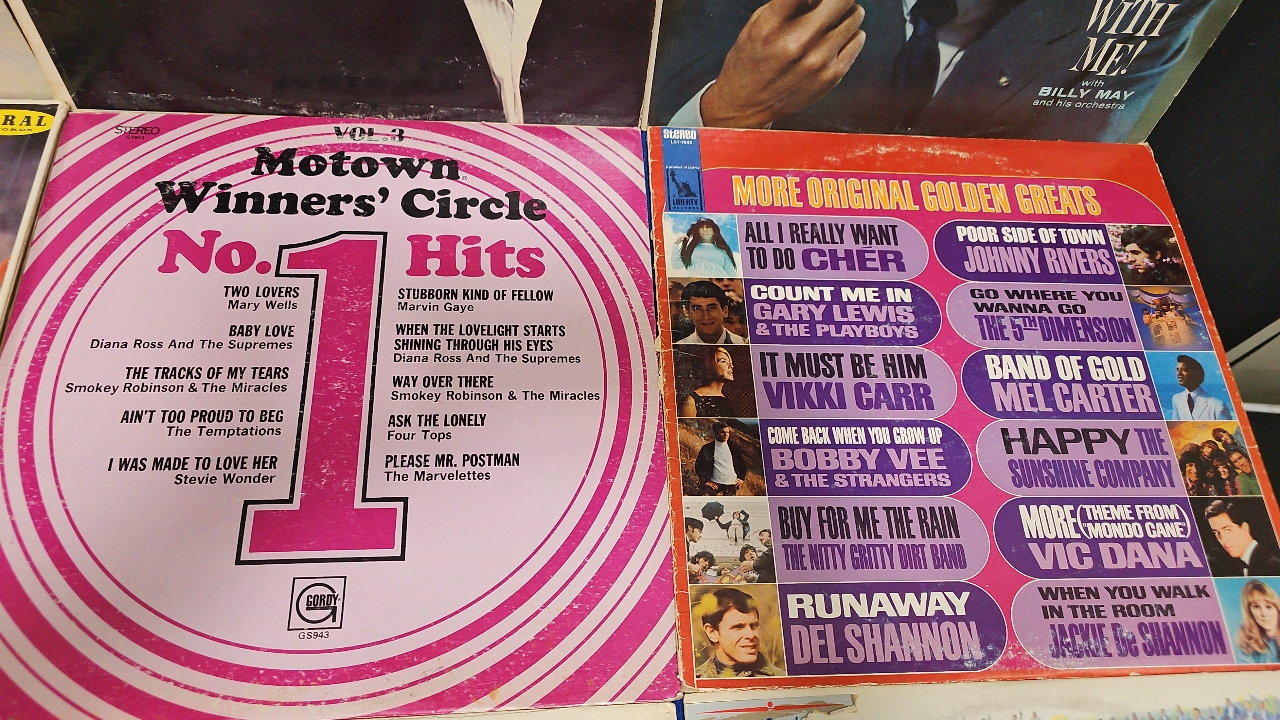 WITH
ME!
with
BILLY MAY
and his orchestra
RAL
STEREO
GS943
VOL.3
Motown
Winners' Circle
No. 1 Hits
TWO LOVERS
Mary Wells
BABY LOVE
Diana Ross And The Supremes
THE TRACKS OF MY TEARS
Smokey Robinson & The Miracles
AIN'T TOO PROUD TO BEG
The Temptations
I WAS MADE TO LOVE HER
Stevie Wonder
STUBBORN KIND OF FELLOW
Marvin Gaye
WHEN THE LOVELIGHT STARTS
SHINING THROUGH HIS EYES
Diana Ross And The Supremes
WAY OVER THERE
Smokey Robinson & The Miracles
ASK THE LONELY
Four Tops
PLEASE MR. POSTMAN
The Marvelettes
GORDY
GS943
STEREO
a product of Liberty
LIBERTY
RECORDS
MORE ORIGINAL GOLDEN GREATS
ALL I REALLY WANT
TO DO CHÉR
COUNT ME IN
GARY LEWIS
& THE PLAYBOYS
IT MUST BE HIM
VIKKI CARR
COME BACK WHEN YOU GROW UP
BOBBY VEE
& THE STRANGERS
BUY FOR ME THE RAIN
THE NITTY GRITTY DIRT BAND
RUNAWAY
DEL SHANNON
POOR SIDE OF TOWN
JOHNNY RIVERS
GO WHERE YOU
WANNA GO
THE 5TH DIMENSION
BAND OF GOLD
MEL CARTER
HAPPY THE
SUNSHINE COMPANY
MORE (THEME FROM
"MONDO CANE)
VIC DANA
WHEN YOU WALK
IN THE ROOM
JACKIE De SHANNON